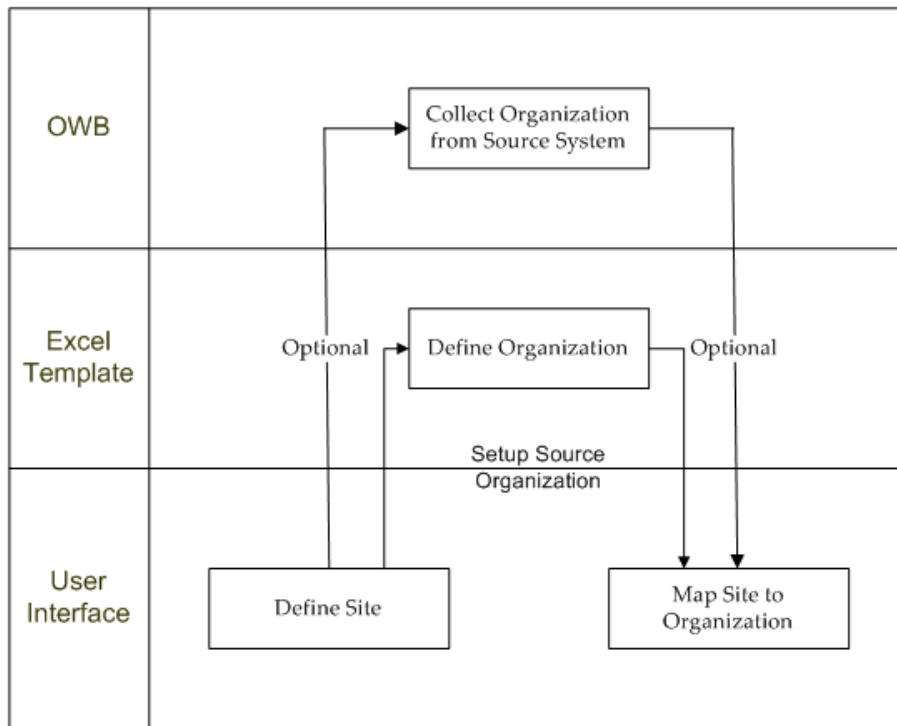 OWB
Collect Organization
from Source System
Excel
Template
Optional
Define Organization
Optional
Setup Source
Organization
User
Interface
Define Site
Map Site to
Organization